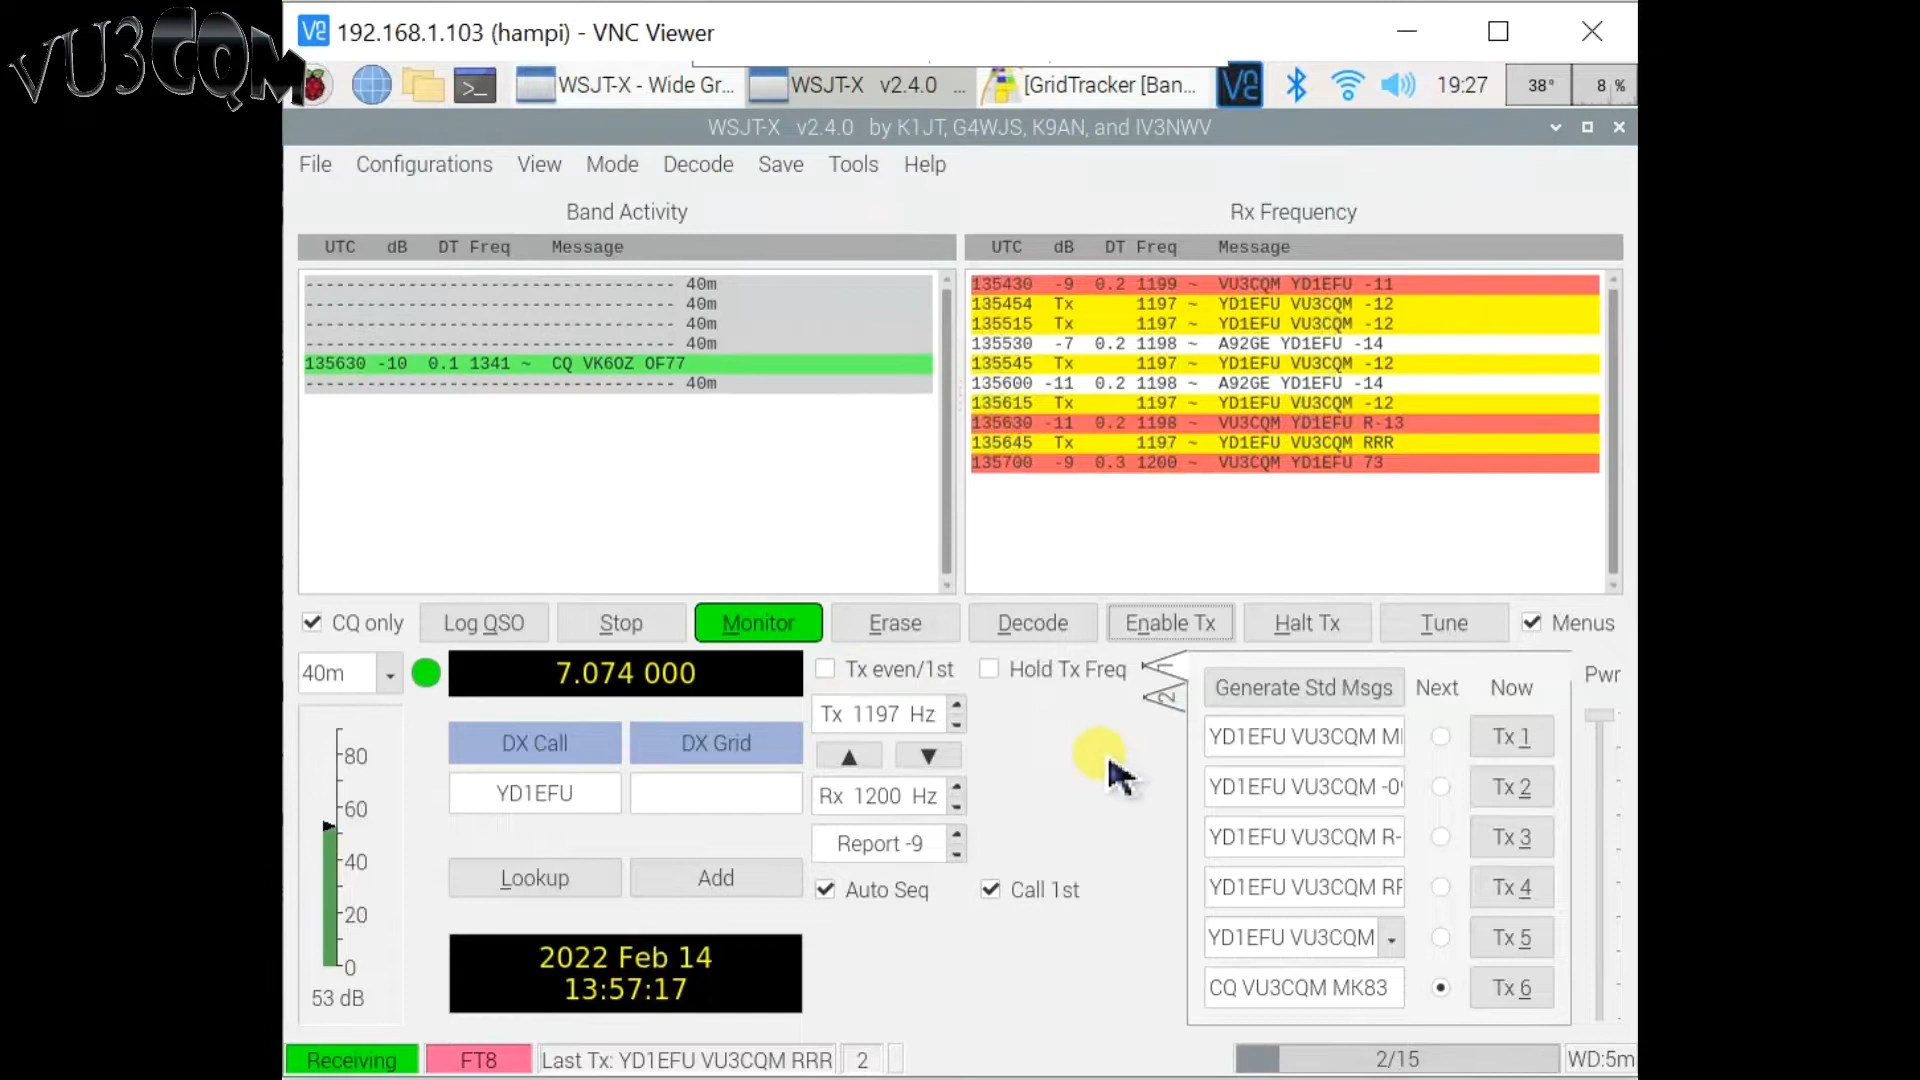 VU3CQM
192.168.1.103 (hampi) - VNC Viewer
WSJT-X - Wide Gr... WSJT-X v2.4.0 ... [GridTracker [Ban... 19:27 38° 8 %
WSJT-X v2.4.0 by K1JT, G4WJS, K9AN, and IV3NWV
File Configurations View Mode Decode Save Tools Help
Band Activity
UTC dB DT Freq Message
------------------------------------ 40m
------------------------------------ 40m
------------------------------------ 40m
------------------------------------ 40m
135630 -10 0.1 1341 ~ CQ VK6OZ OF77
------------------------------------ 40m
Rx Frequency
UTC dB DT Freq Message
135430 -9 0.2 1199 ~ VU3CQM YD1EFU -11
135454 Tx 1197 ~ YD1EFU VU3CQM -12
135515 Tx 1197 ~ YD1EFU VU3CQM -12
135530 -7 0.2 1198 ~ A92GE YD1EFU -14
135545 Tx 1197 ~ YD1EFU VU3CQM -12
135600 -11 0.2 1198 ~ A92GE YD1EFU -14
135615 Tx 1197 ~ YD1EFU VU3CQM -12
135630 -11 0.2 1198 ~ VU3CQM YD1EFU R-13
135645 Tx 1197 ~ YD1EFU VU3CQM RRR
135700 -9 0.3 1200 ~ VU3CQM YD1EFU 73
CQ only Log QSO Stop Monitor Erase Decode Enable Tx Halt Tx Tune Menus
40m 7.074 000
80
60
40
20
0
53 dB
DX Call DX Grid
YD1EFU
Lookup Add
2022 Feb 14
13:57:17
Tx even/1st Hold Tx Freq
Tx 1197 Hz
Rx 1200 Hz
Report -9
Auto Seq Call 1st
1
2
Generate Std Msgs Next Now Pwr
YD1EFU VU3CQM M Tx 1
YD1EFU VU3CQM -0 Tx 2
YD1EFU VU3CQM R- Tx 3
YD1EFU VU3CQM RR Tx 4
YD1EFU VU3CQM Tx 5
CQ VU3CQM MK83 Tx 6
Receiving FT8 Last Tx: YD1EFU VU3CQM RRR 2 2/15 WD:5m